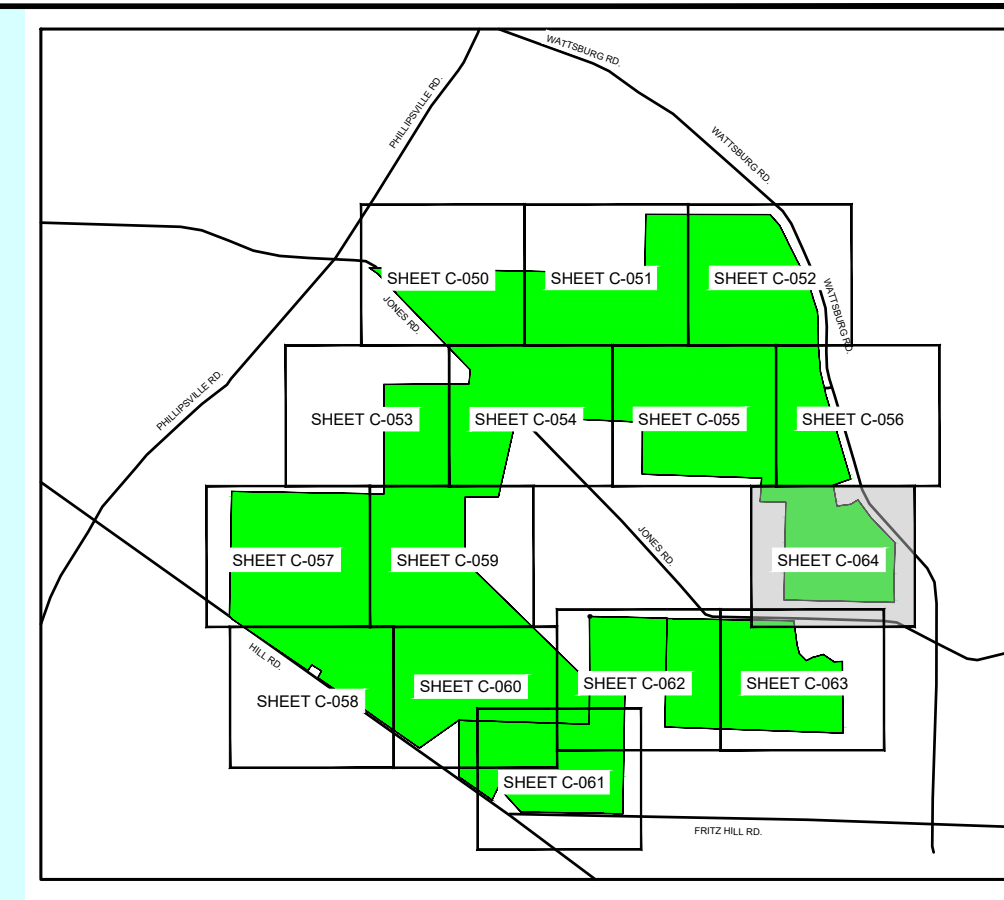 WATTSBURG RD.
PHILLIPSVILLE RD.
WATTSBURG RD.
SHEET C-050
SHEET C-051
SHEET C-052
JONES RD.
WATTSBURG RD.
PHILLIPSVILLE RD.
SHEET C-053
SHEET C-054
SHEET C-055
SHEET C-056
SHEET C-057
SHEET C-059
JONES RD.
SHEET C-064
HILL RD.
SHEET C-058
SHEET C-060
SHEET C-062
SHEET C-063
SHEET C-061
FRITZ HILL RD.